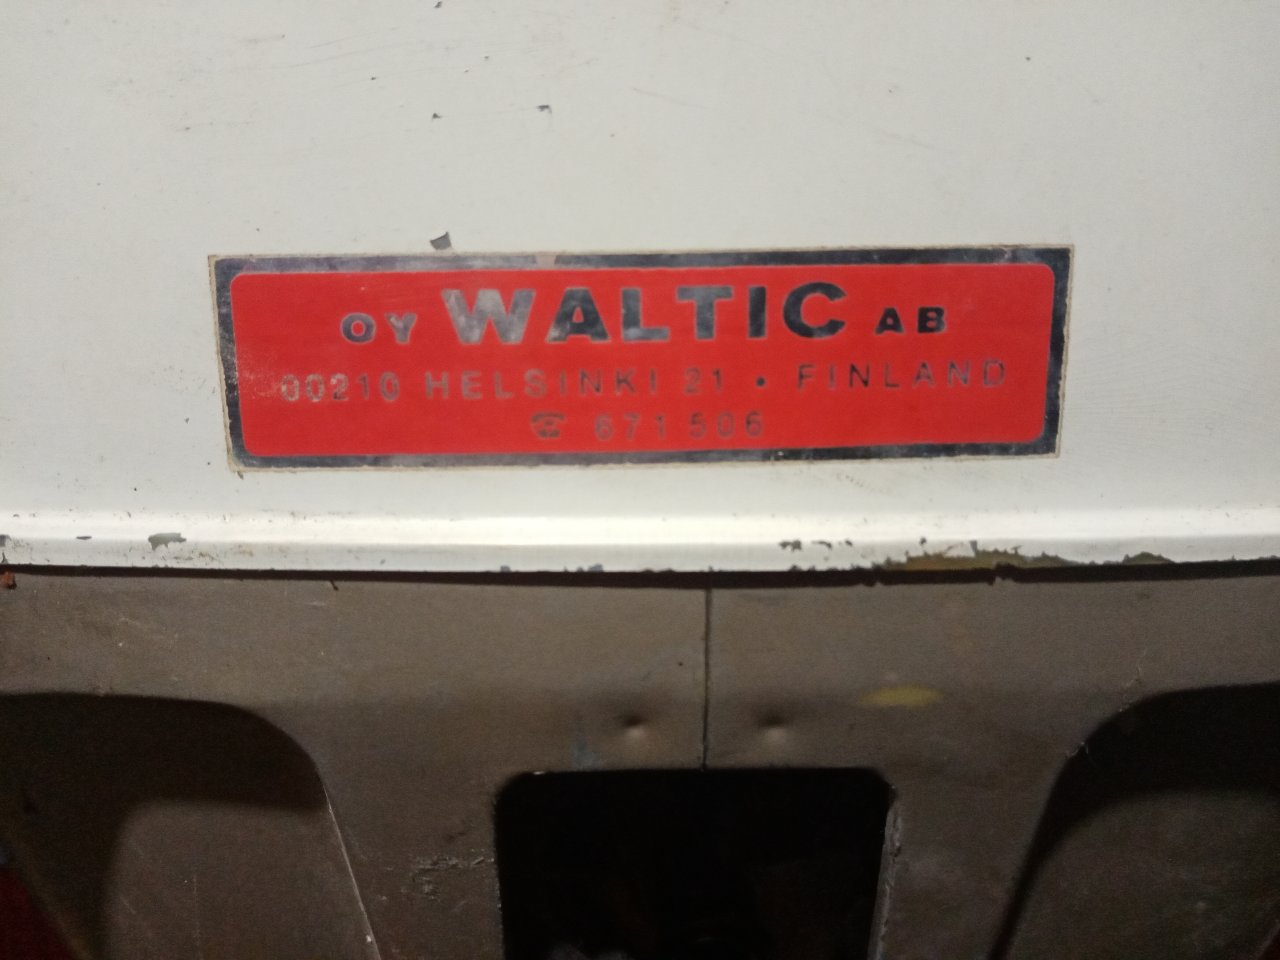 OY WALTIC AB
00210 HELSINKI 21 • FINLAND
☎ 671 506